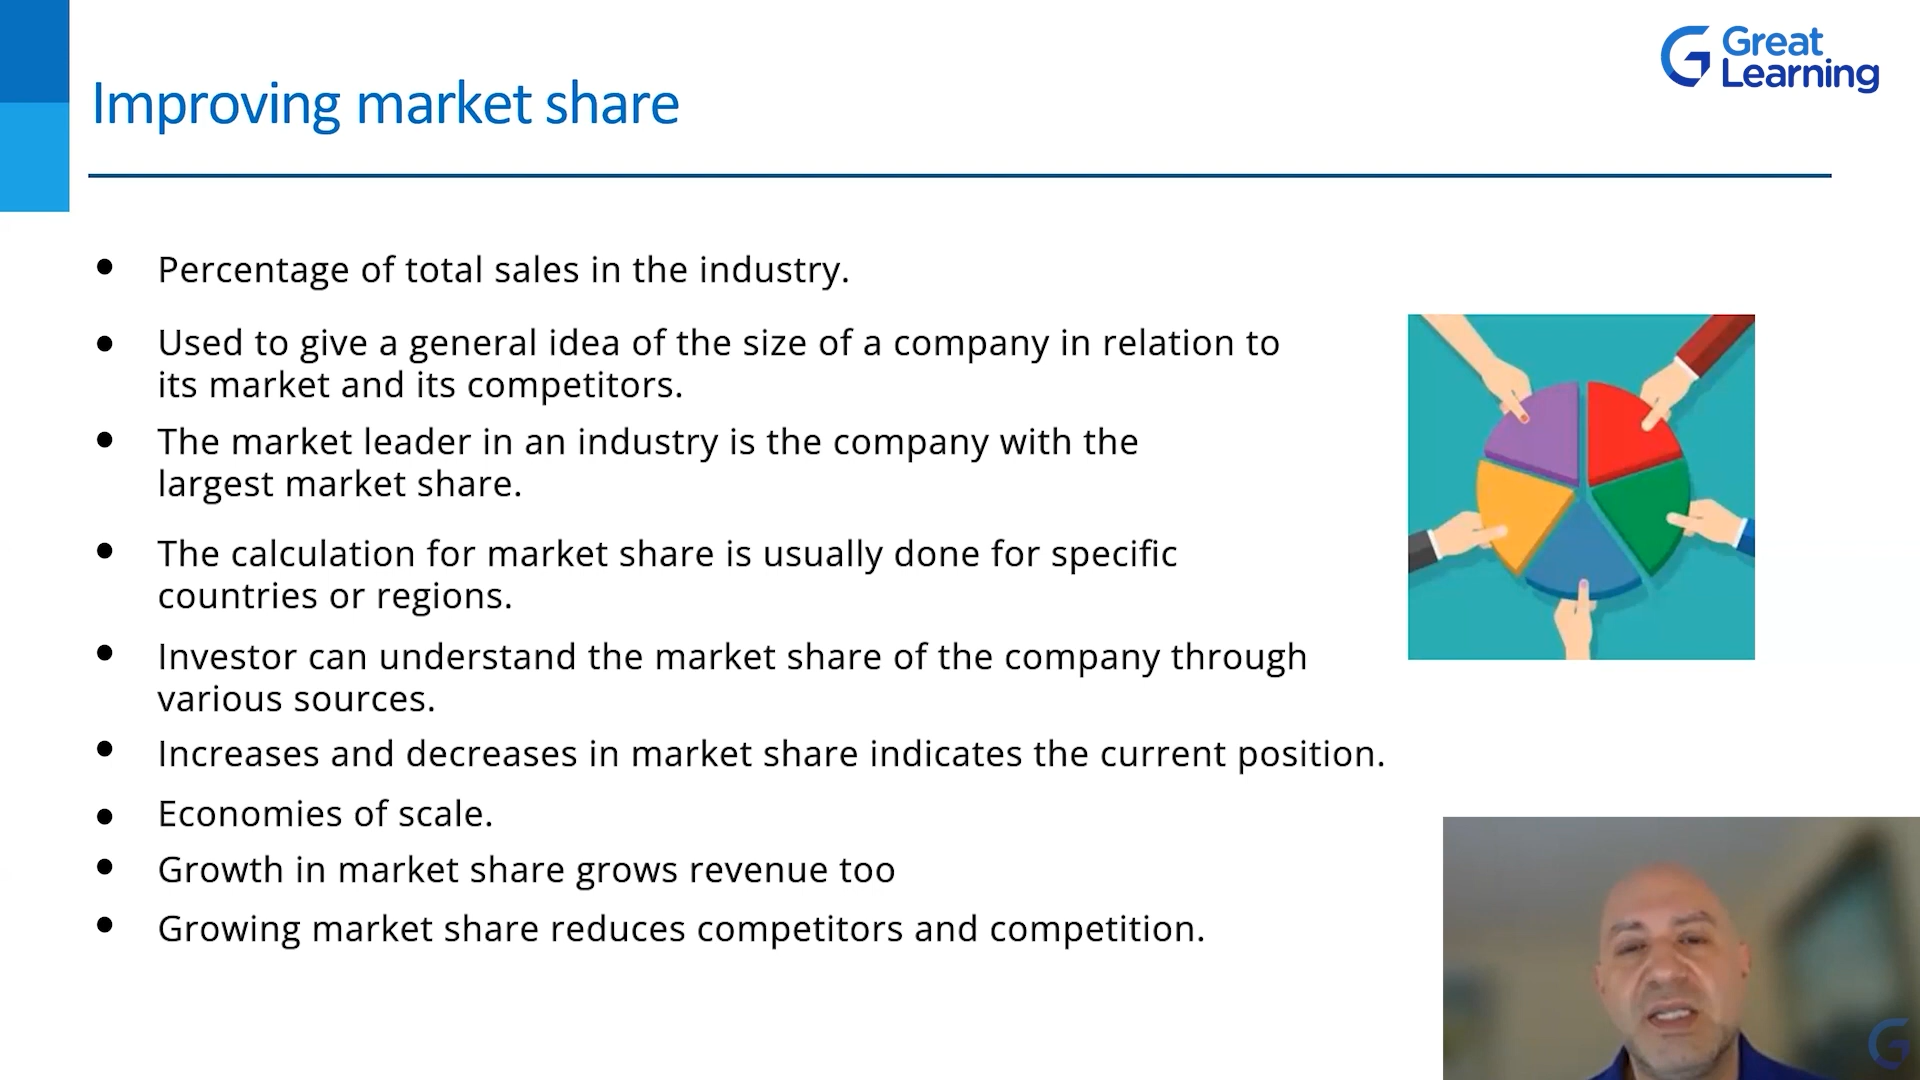 Great
Learning
Improving market share
● Percentage of total sales in the industry.
● Used to give a general idea of the size of a company in relation to
its market and its competitors.
● The market leader in an industry is the company with the
largest market share.
● The calculation for market share is usually done for specific
countries or regions.
● Investor can understand the market share of the company through
various sources.
● Increases and decreases in market share indicates the current position.
● Economies of scale.
● Growth in market share grows revenue too
● Growing market share reduces competitors and competition.